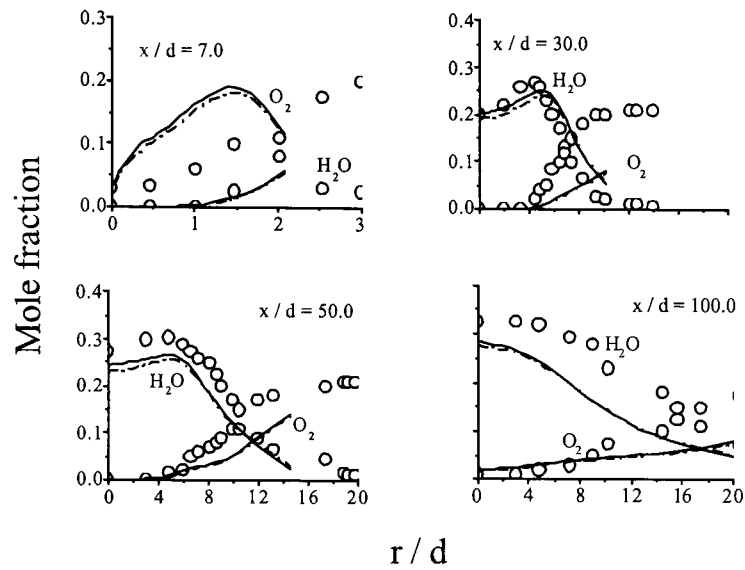 x / d = 7.0
O2
H2O
0.3
0.2
0.1
0.0
0 1 2 3
x / d = 30.0
H2O
O2
0.4
0.3
0.2
0.1
0.0
0 4 8 12 16 20
Mole fraction
x / d = 50.0
H2O
O2
0.4
0.3
0.2
0.1
0.0
0 4 8 12 16 20
x / d = 100.0
H2O
O2
0 4 8 12 16 20
r / d